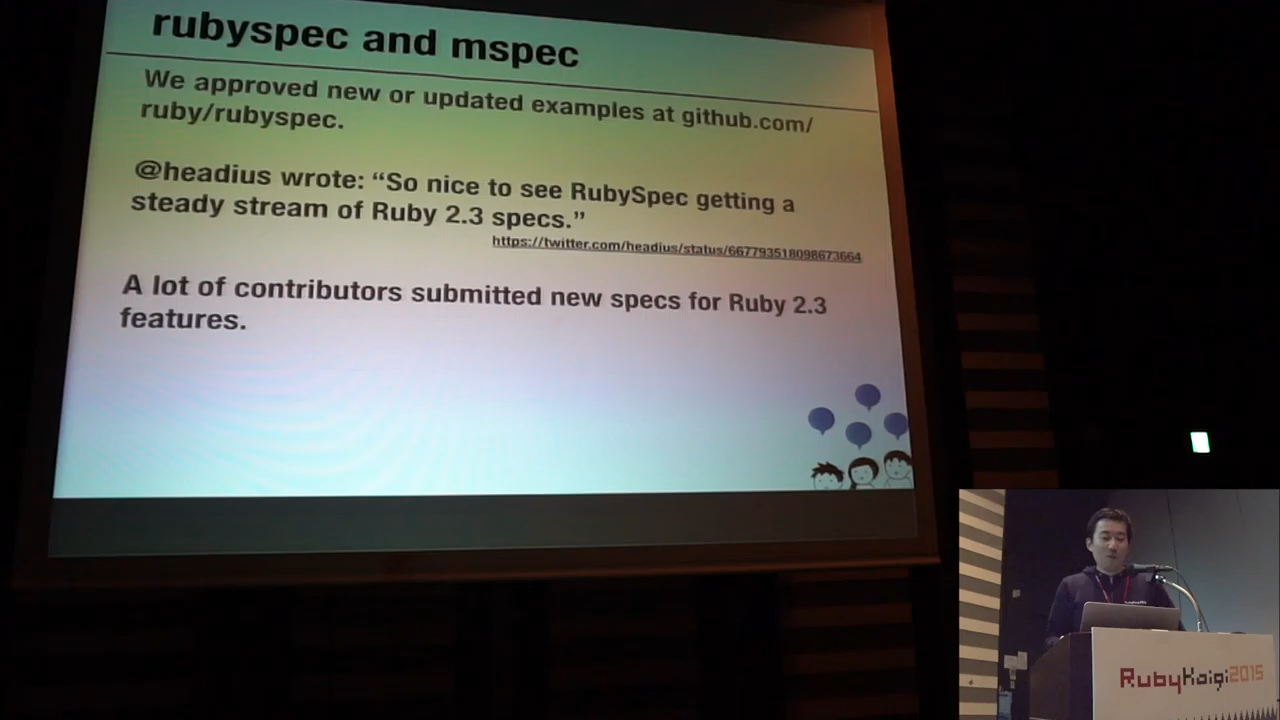 rubyspec and mspec
We approved new or updated examples at github.com/
ruby/rubyspec.
@headius wrote: “So nice to see RubySpec getting a
steady stream of Ruby 2.3 specs.”
https://twitter.com/headius/status/667793518098673664
A lot of contributors submitted new specs for Ruby 2.3
features.
RubyKaigi2015